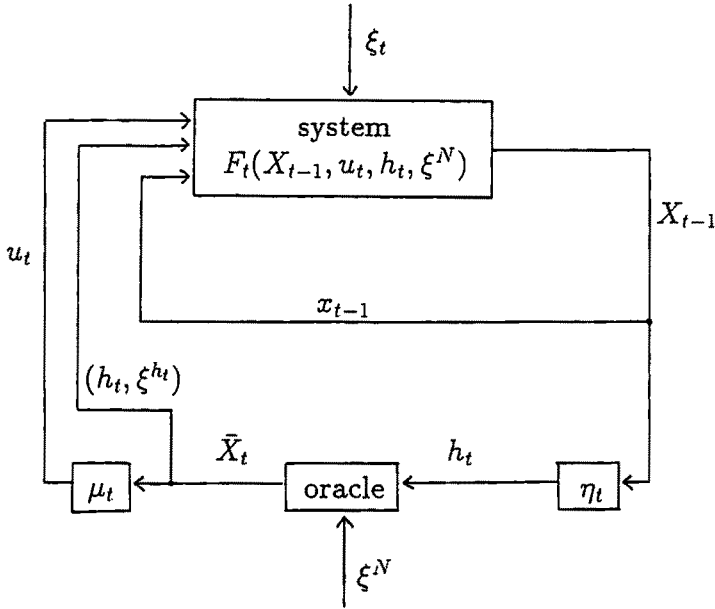 ξ_t
system
F_t(X_{t−1}, u_t, h_t, ξ^N)
X_{t−1}
u_t
x_{t−1}
(h_t, ξ^{h_t})
X̄_t
h_t
μ_t
oracle
η_t
ξ^N